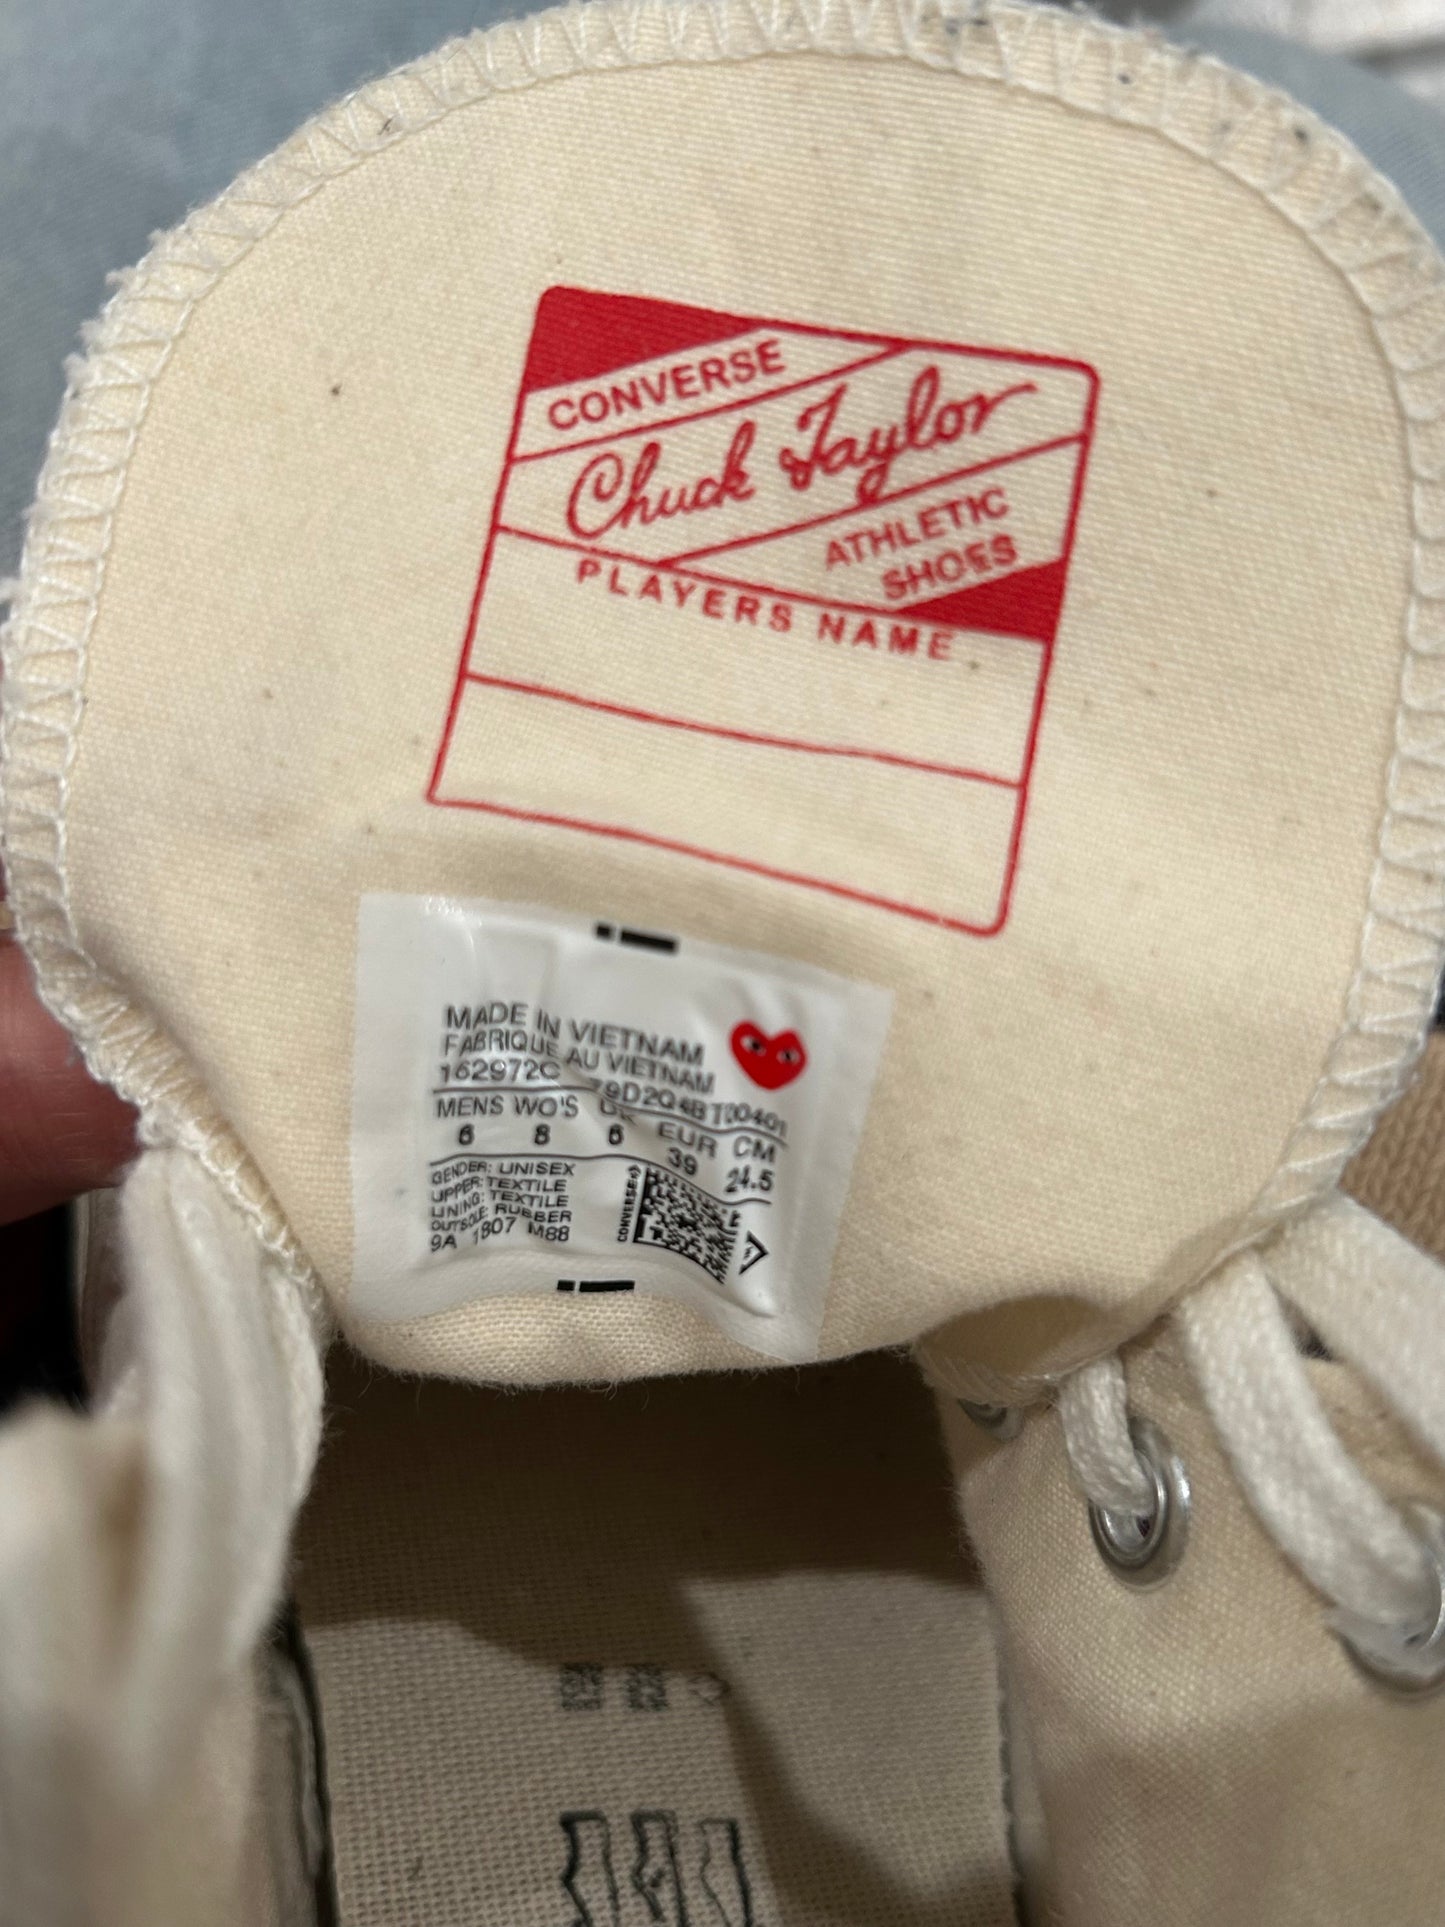 CONVERSE
Chuck Taylor
ATHLETIC
SHOES
PLAYERS NAME
MADE IN VIETNAM
FABRIQUE AU VIETNAM
162972C 79D2Q4BT00401
MENS WO'S UK EUR CM
6 8 6 39 24.5
GENDER: UNISEX
UPPER: TEXTILE
LINING: TEXTILE
OUTSOLE: RUBBER
9A 1807 M88
CONVERSE